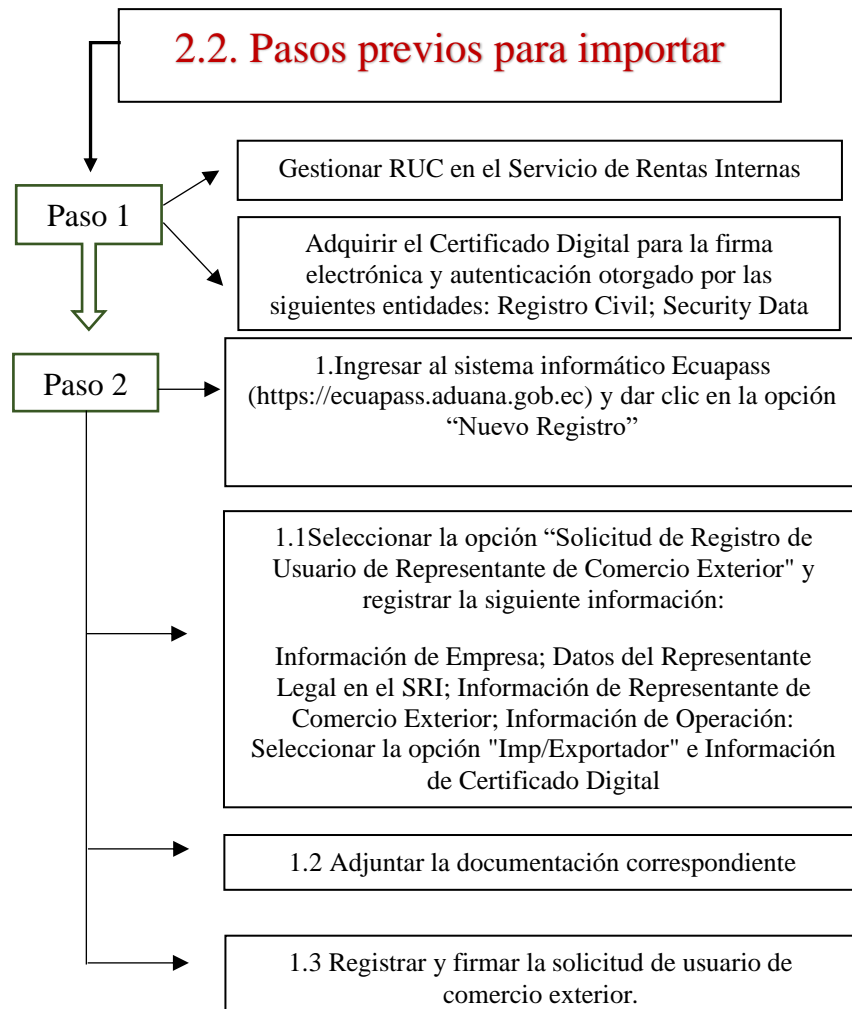 2.2. Pasos previos para importar
Gestionar RUC en el Servicio de Rentas Internas
Paso 1
Adquirir el Certificado Digital para la firma
electrónica y autenticación otorgado por las
siguientes entidades: Registro Civil; Security Data
Paso 2
1.Ingresar al sistema informático Ecuapass
(https://ecuapass.aduana.gob.ec) y dar clic en la opción
“Nuevo Registro”
1.1Seleccionar la opción “Solicitud de Registro de
Usuario de Representante de Comercio Exterior" y
registrar la siguiente información:
Información de Empresa; Datos del Representante
Legal en el SRI; Información de Representante de
Comercio Exterior; Información de Operación:
Seleccionar la opción "Imp/Exportador" e Información
de Certificado Digital
1.2 Adjuntar la documentación correspondiente
1.3 Registrar y firmar la solicitud de usuario de
comercio exterior.